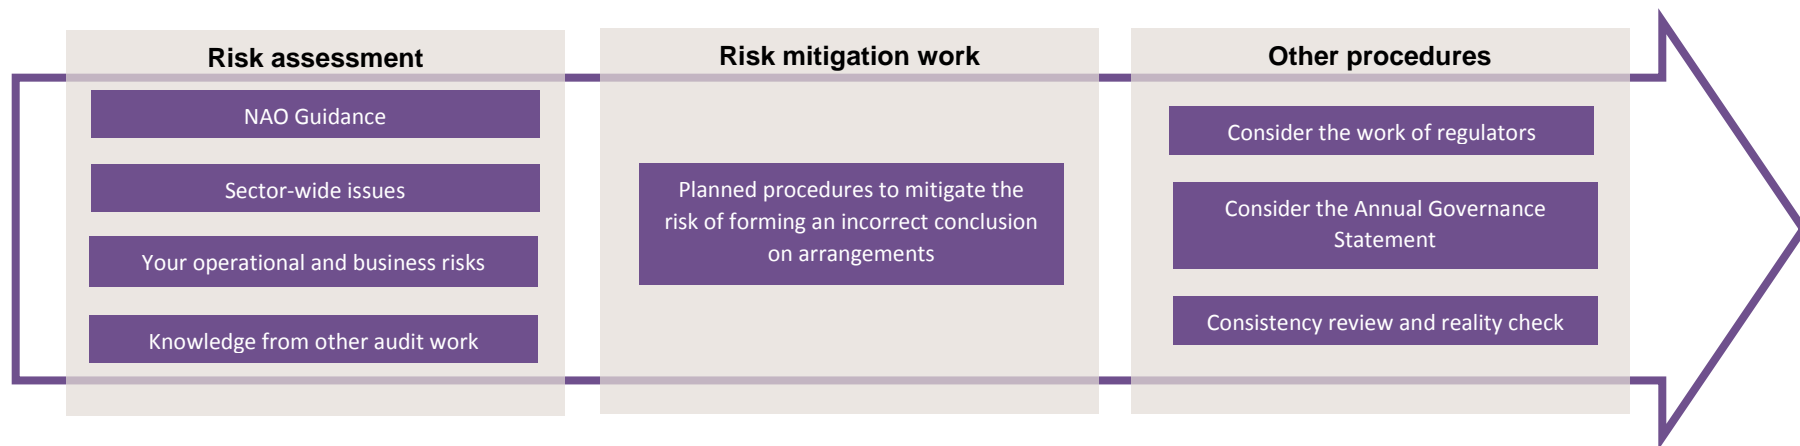 Risk assessment
NAO Guidance
Sector-wide issues
Your operational and business risks
Knowledge from other audit work
Risk mitigation work
Planned procedures to mitigate the
risk of forming an incorrect conclusion
on arrangements
Other procedures
Consider the work of regulators
Consider the Annual Governance
Statement
Consistency review and reality check